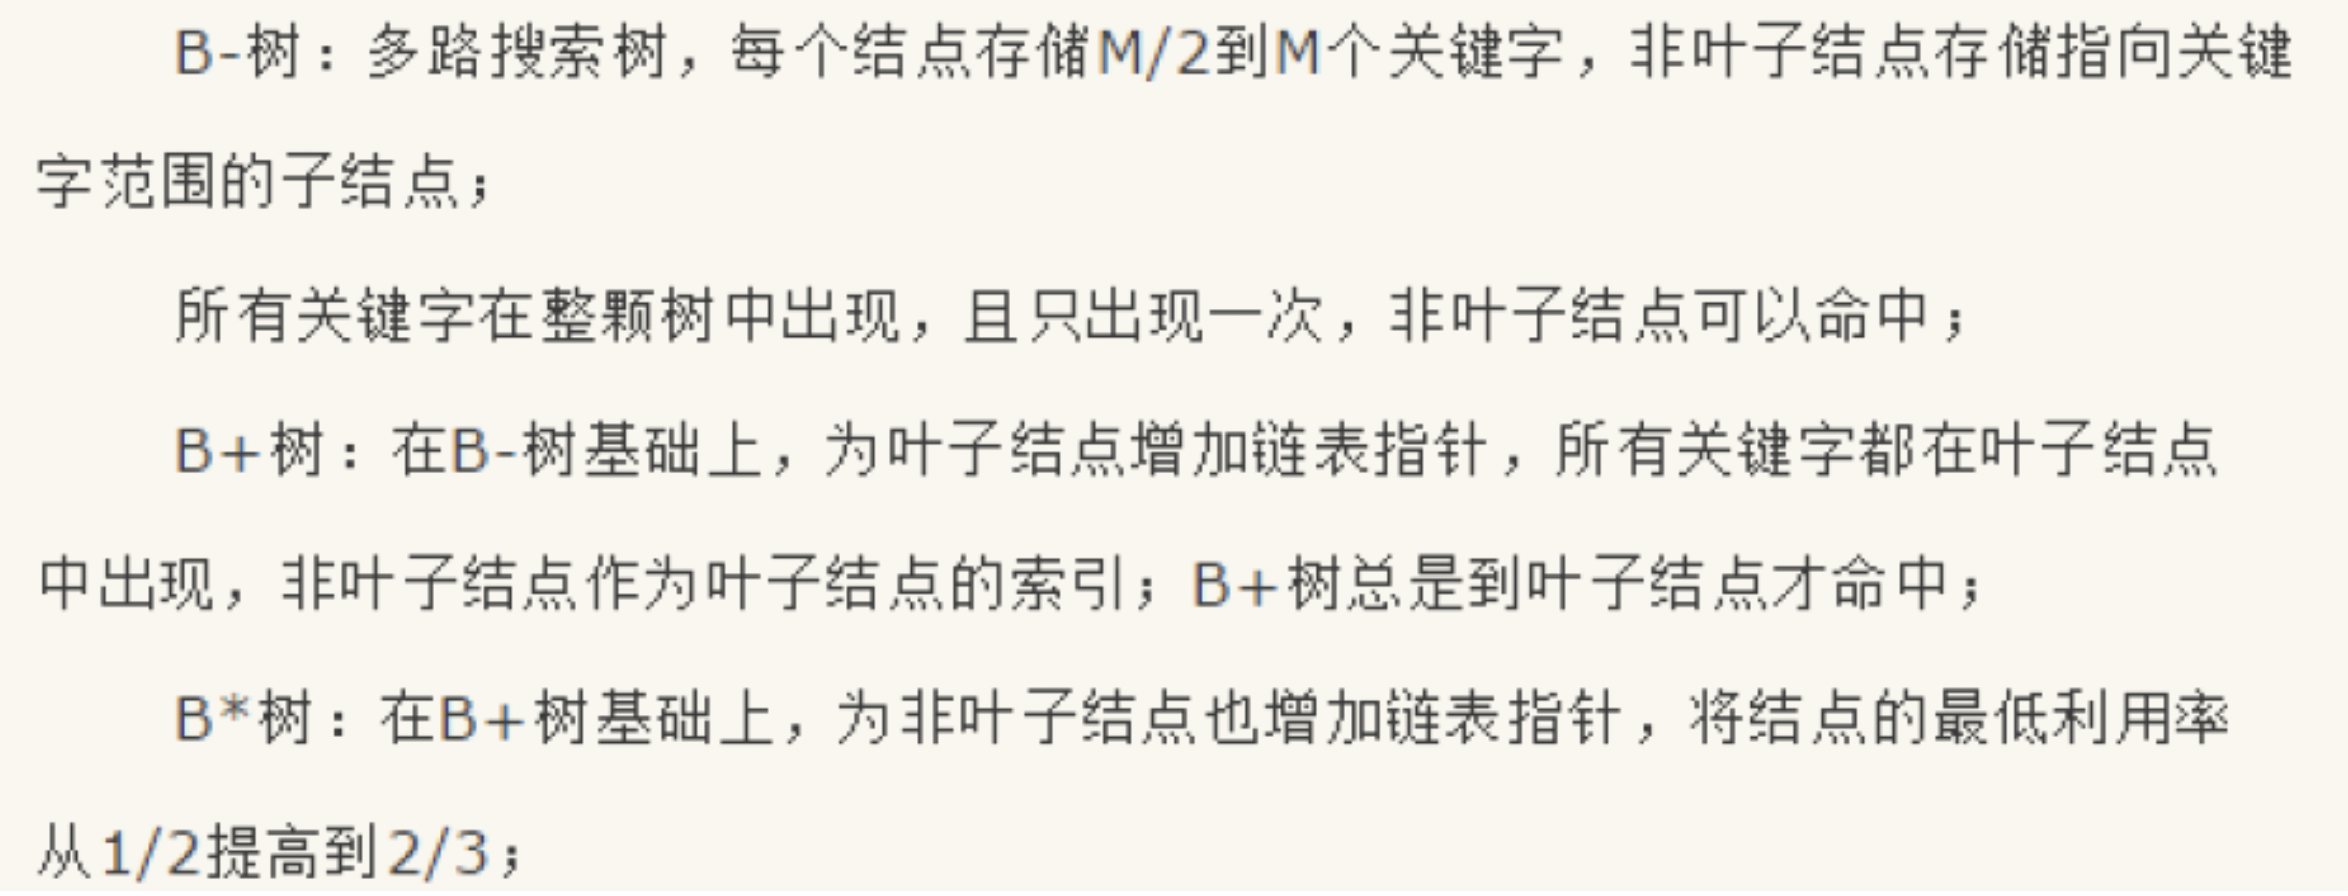 B-树：多路搜索树，每个结点存储M/2到M个关键字，非叶子结点存储指向关键
字范围的子结点；
所有关键字在整颗树中出现，且只出现一次，非叶子结点可以命中；
B+树：在B-树基础上，为叶子结点增加链表指针，所有关键字都在叶子结点
中出现，非叶子结点作为叶子结点的索引；B+树总是到叶子结点才命中；
B*树：在B+树基础上，为非叶子结点也增加链表指针，将结点的最低利用率
从1/2提高到2/3；